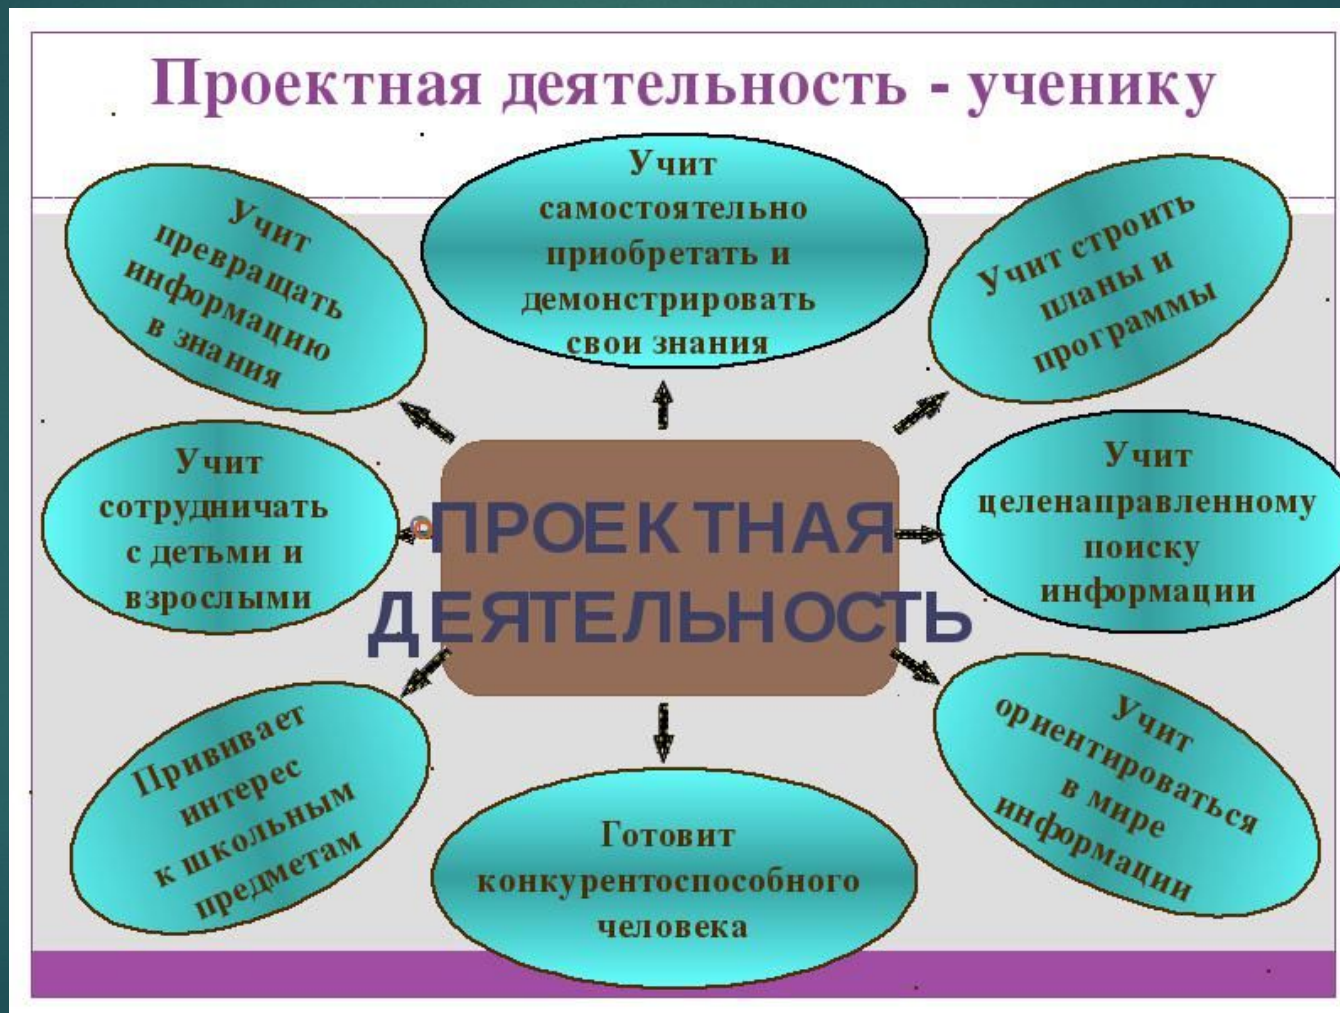 Проектная деятельность - ученику
Учит
превращать
информацию
в знания
Учит
самостоятельно
приобретать и
демонстрировать
свои знания
Учит строить
планы и
программы
Учит
сотрудничать
с детьми и
взрослыми
ПРОЕКТНАЯ
ДЕЯТЕЛЬНОСТЬ
Учит
целенаправленному
поиску
информации
Прививает
интерес
к школьным
предметам
Готовит
конкурентоспособного
человека
Учит
ориентироваться
в мире
информации